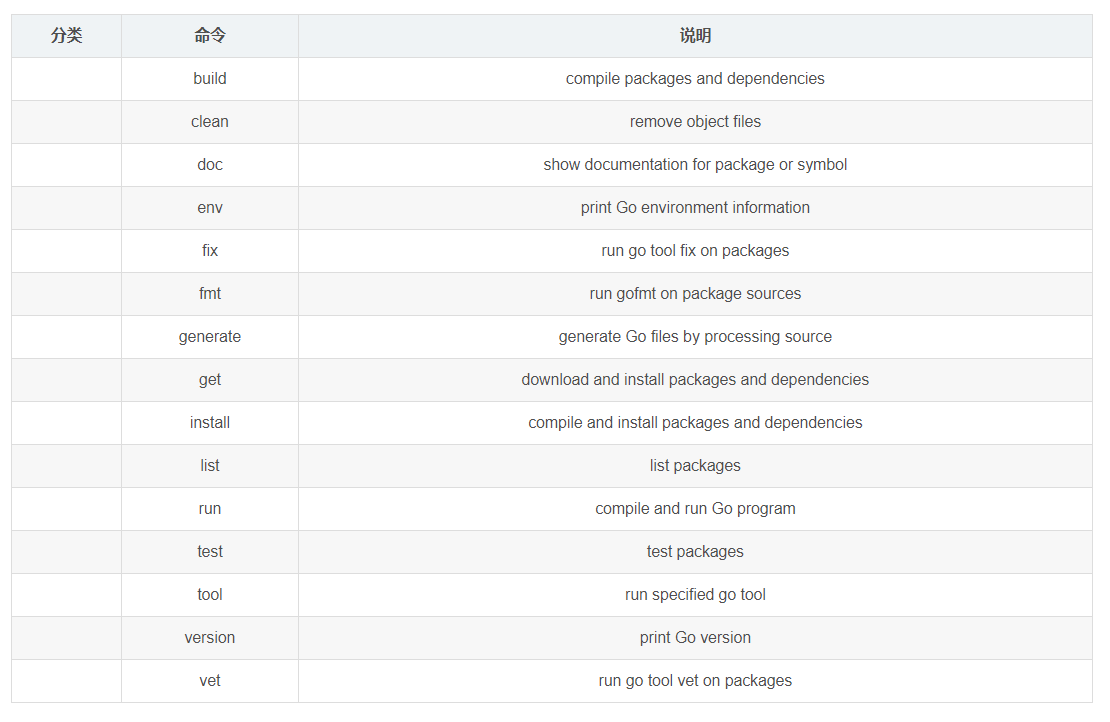 分类 命令 说明
build compile packages and dependencies
clean remove object files
doc show documentation for package or symbol
env print Go environment information
fix run go tool fix on packages
fmt run gofmt on package sources
generate generate Go files by processing source
get download and install packages and dependencies
install compile and install packages and dependencies
list list packages
run compile and run Go program
test test packages
tool run specified go tool
version print Go version
vet run go tool vet on packages